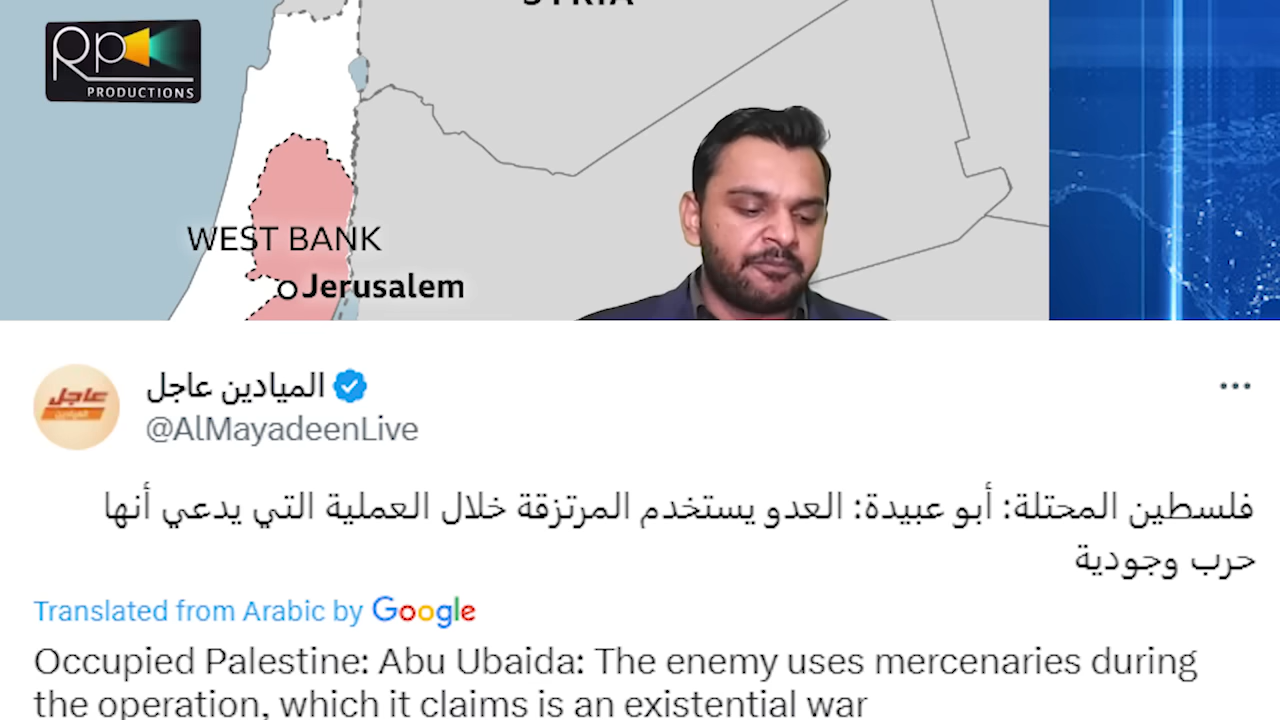 SYRIA
RP
PRODUCTIONS
WEST BANK
Jerusalem
الميادين عاجل
@AlMayadeenLive
عاجل
الميادين
فلسطين المحتلة: أبو عبيدة: العدو يستخدم المرتزقة خلال العملية التي يدعي أنها
حرب وجودية
Translated from Arabic by Google
Occupied Palestine: Abu Ubaida: The enemy uses mercenaries during
the operation, which it claims is an existential war